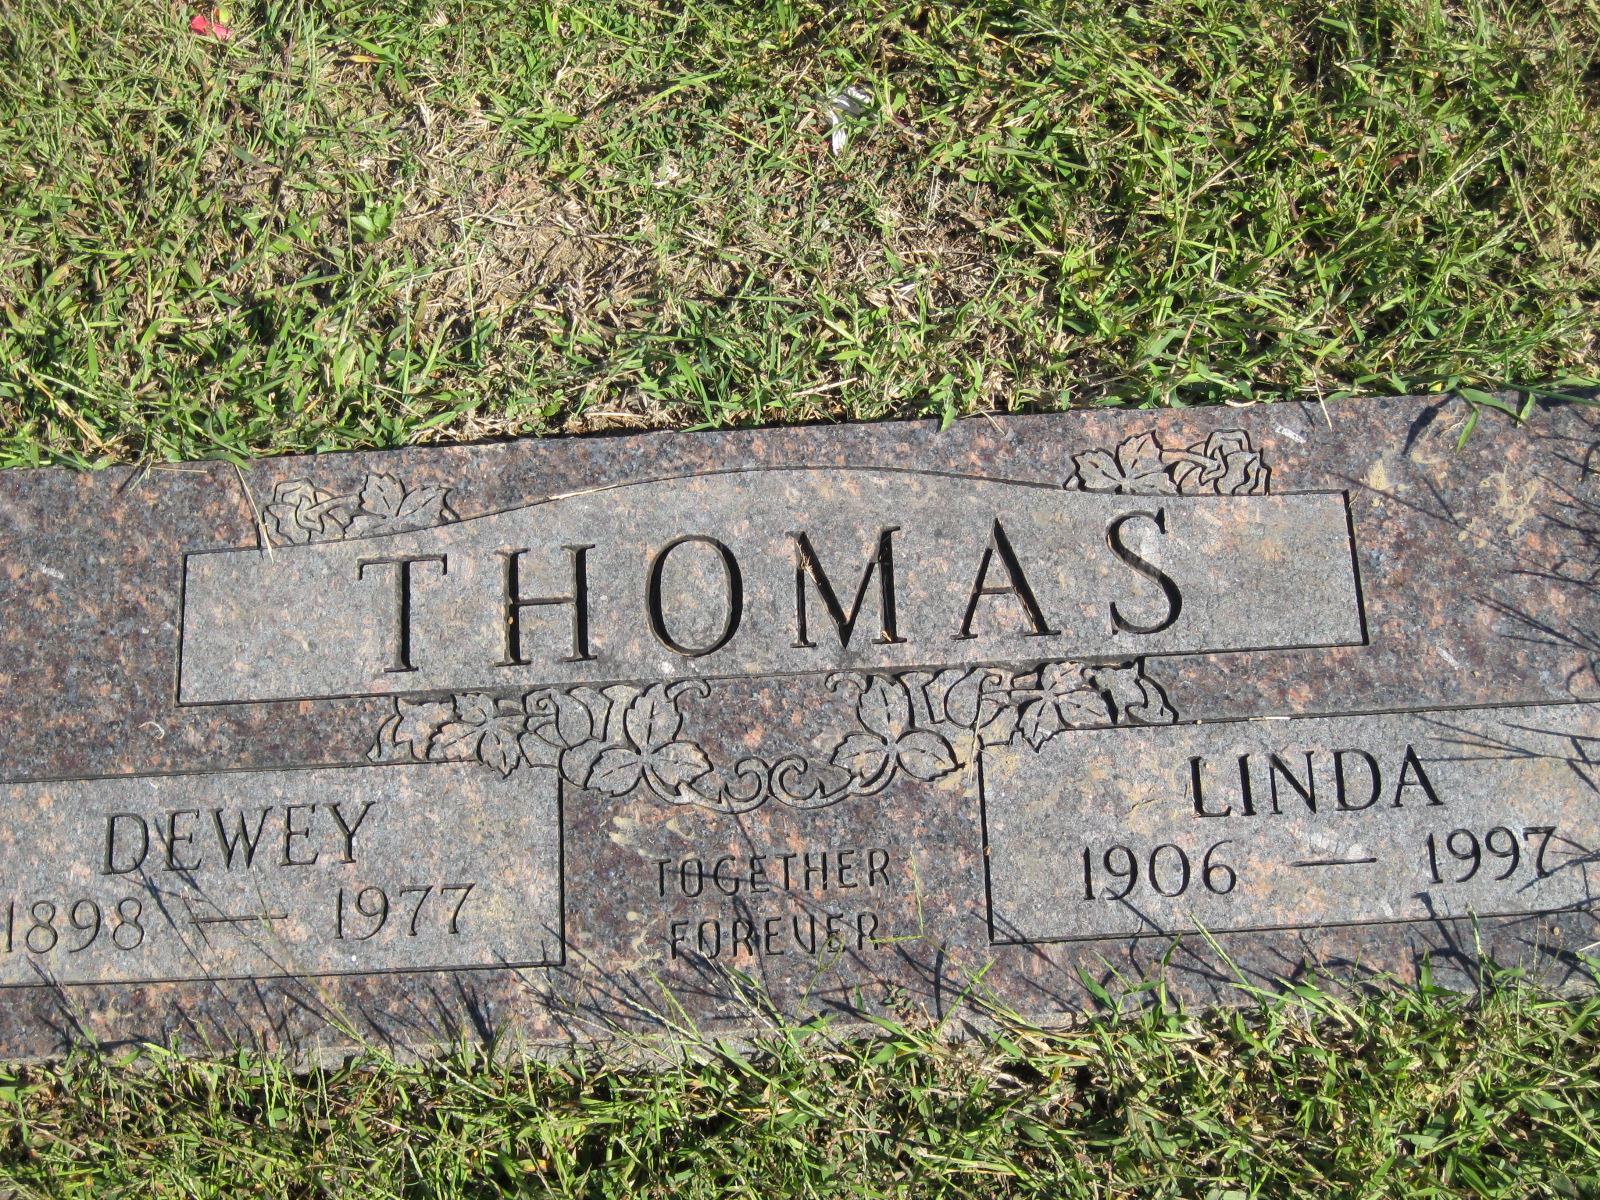 THOMAS
DEWEY
1898 — 1977
TOGETHER
FOREVER
LINDA
1906 — 1997